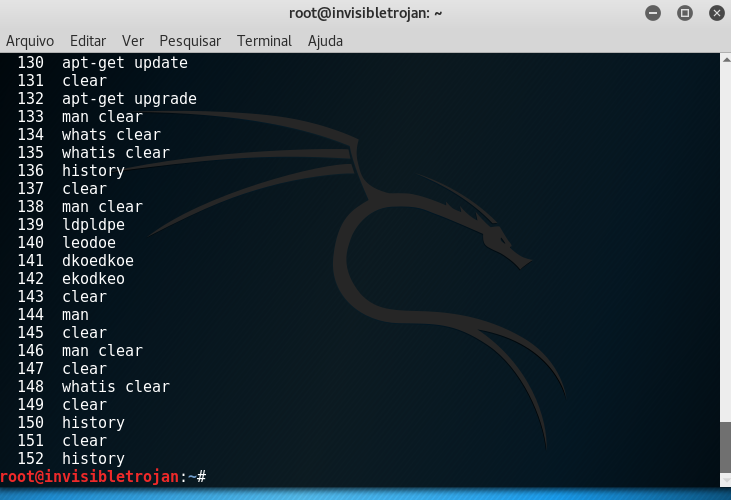 root@invisibletrojan: ~
Arquivo Editar Ver Pesquisar Terminal Ajuda
130 apt-get update
131 clear
132 apt-get upgrade
133 man clear
134 whats clear
135 whatis clear
136 history
137 clear
138 man clear
139 ldpldpe
140 leodoe
141 dkoedkoe
142 ekodkeo
143 clear
144 man
145 clear
146 man clear
147 clear
148 whatis clear
149 clear
150 history
151 clear
152 history
root@invisibletrojan:~#